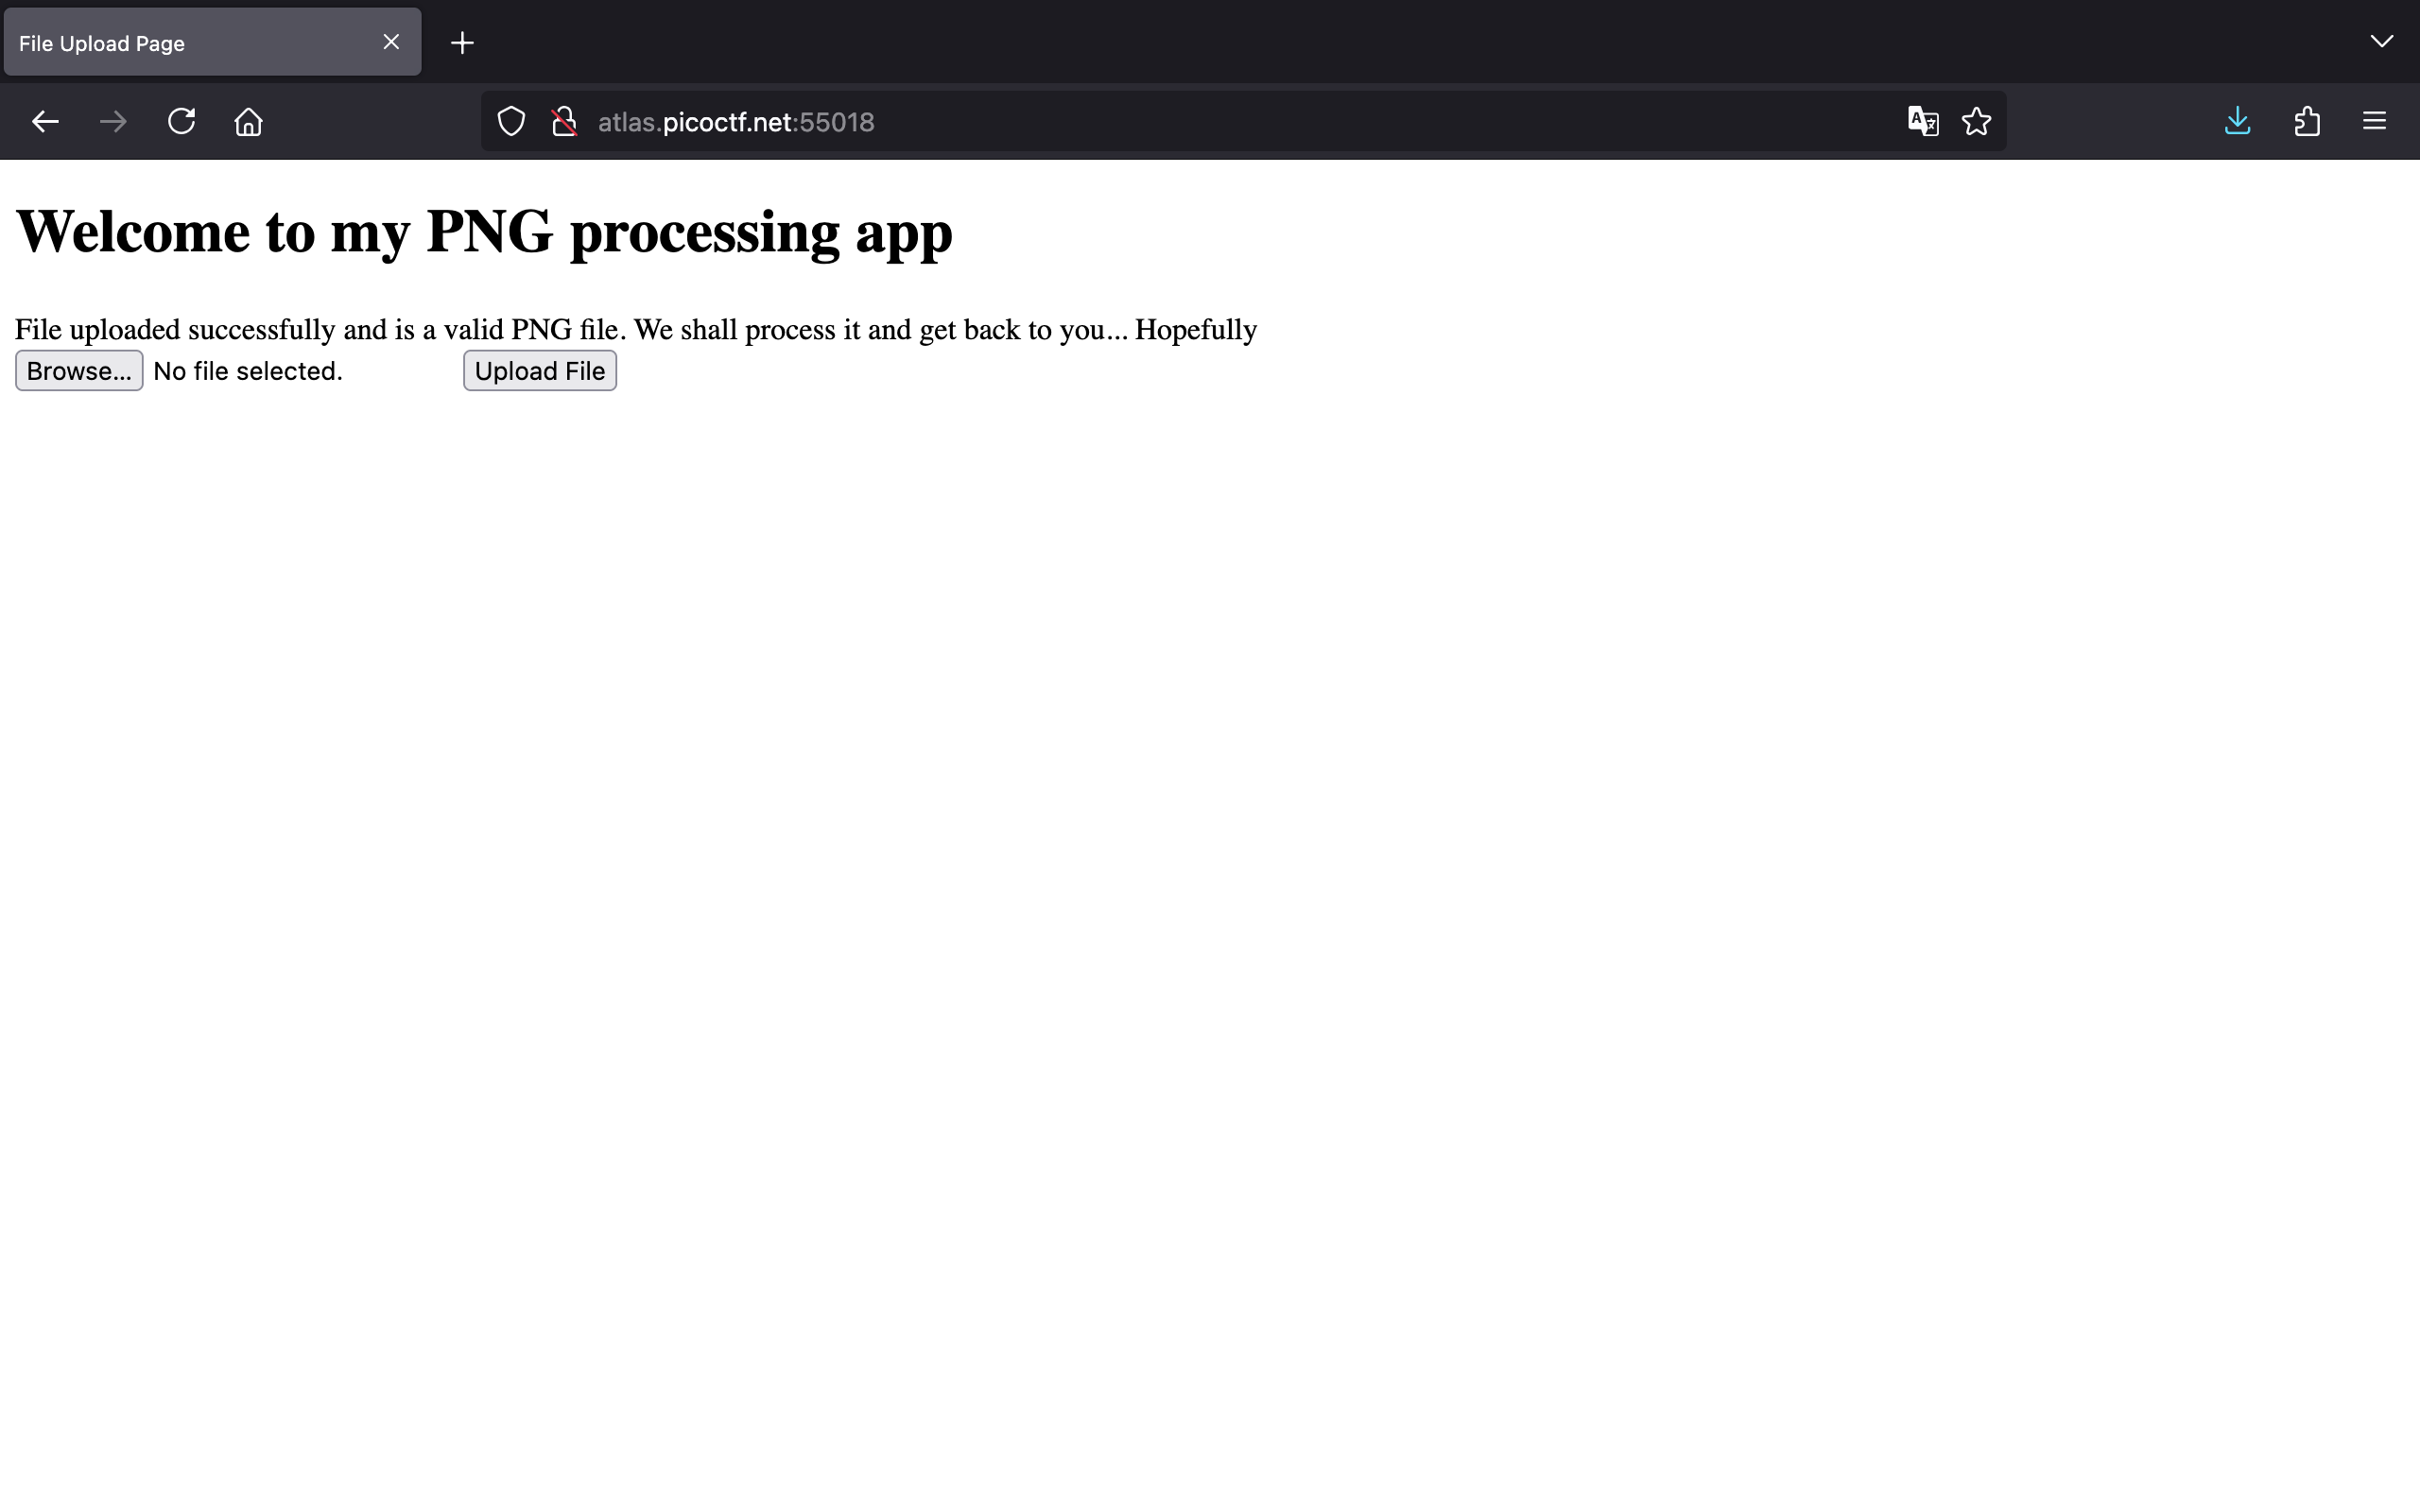 File Upload Page
atlas.picoctf.net:55018
Welcome to my PNG processing app
File uploaded successfully and is a valid PNG file. We shall process it and get back to you... Hopefully
Browse... No file selected. Upload File